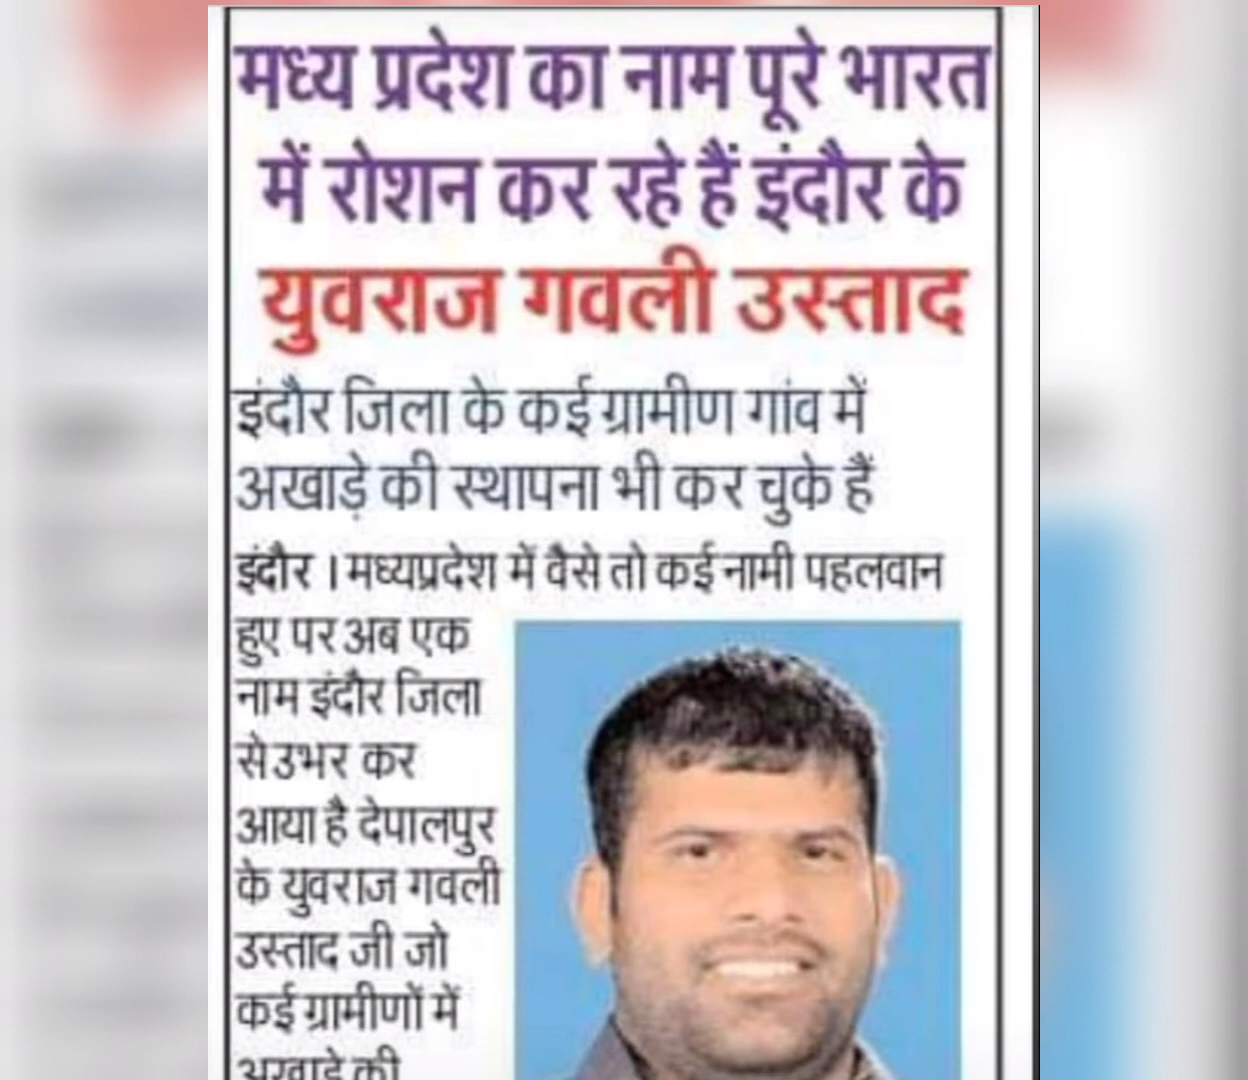 मध्य प्रदेश का नाम पूरे भारत
में रोशन कर रहे हैं इंदौर के
युवराज गवली उस्ताद
इंदौर जिला के कई ग्रामीण गांव में
अखाड़े की स्थापना भी कर चुके हैं
इंदौर । मध्यप्रदेश में वैसे तो कई नामी पहलवान
हुए पर अब एक
नाम इंदौर जिला
से उभर कर
आया है देपालपुर
के युवराज गवली
उस्ताद जी जो
कई ग्रामीणों में
अखाड़े की